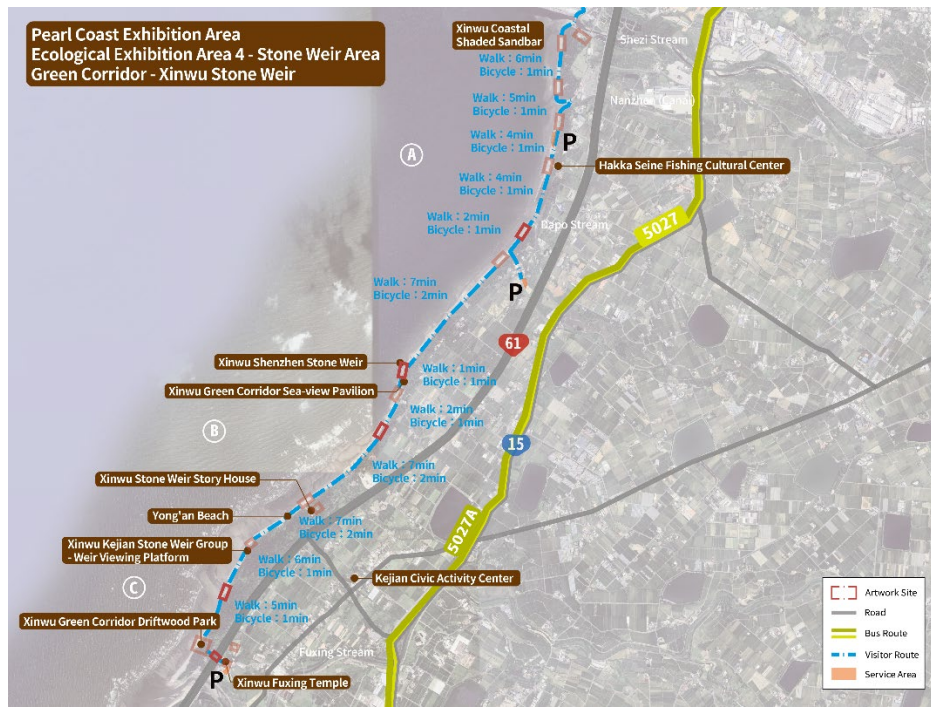 Pearl Coast Exhibition Area
Ecological Exhibition Area 4 - Stone Weir Area
Green Corridor - Xinwu Stone Weir
Xinwu Coastal
Shaded Sandbar
Shezi Stream
Walk:6min
Bicycle:1min
Walk:5min
Bicycle:1min
Walk:4min
Bicycle:1min
P
A
Hakka Seine Fishing Cultural Center
Walk:4min
Bicycle:1min
Walk:2min
Bicycle:1min
5027
Walk:7min
Bicycle:2min
P
61
Xinwu Shenzhen Stone Weir
Walk:1min
Bicycle:1min
Xinwu Green Corridor Sea-view Pavilion
Walk:2min
Bicycle:1min
B
15
Walk:7min
Bicycle:2min
Xinwu Stone Weir Story House
Yong'an Beach
Walk:7min
Bicycle:2min
5027A
Xinwu Kejian Stone Weir Group
- Weir Viewing Platform
Walk:6min
Bicycle:1min
Kejian Civic Activity Center
C
Walk:5min
Bicycle:1min
Xinwu Green Corridor Driftwood Park
Fuxing Stream
P
Xinwu Fuxing Temple
Artwork Site
Road
Bus Route
Visitor Route
Service Area